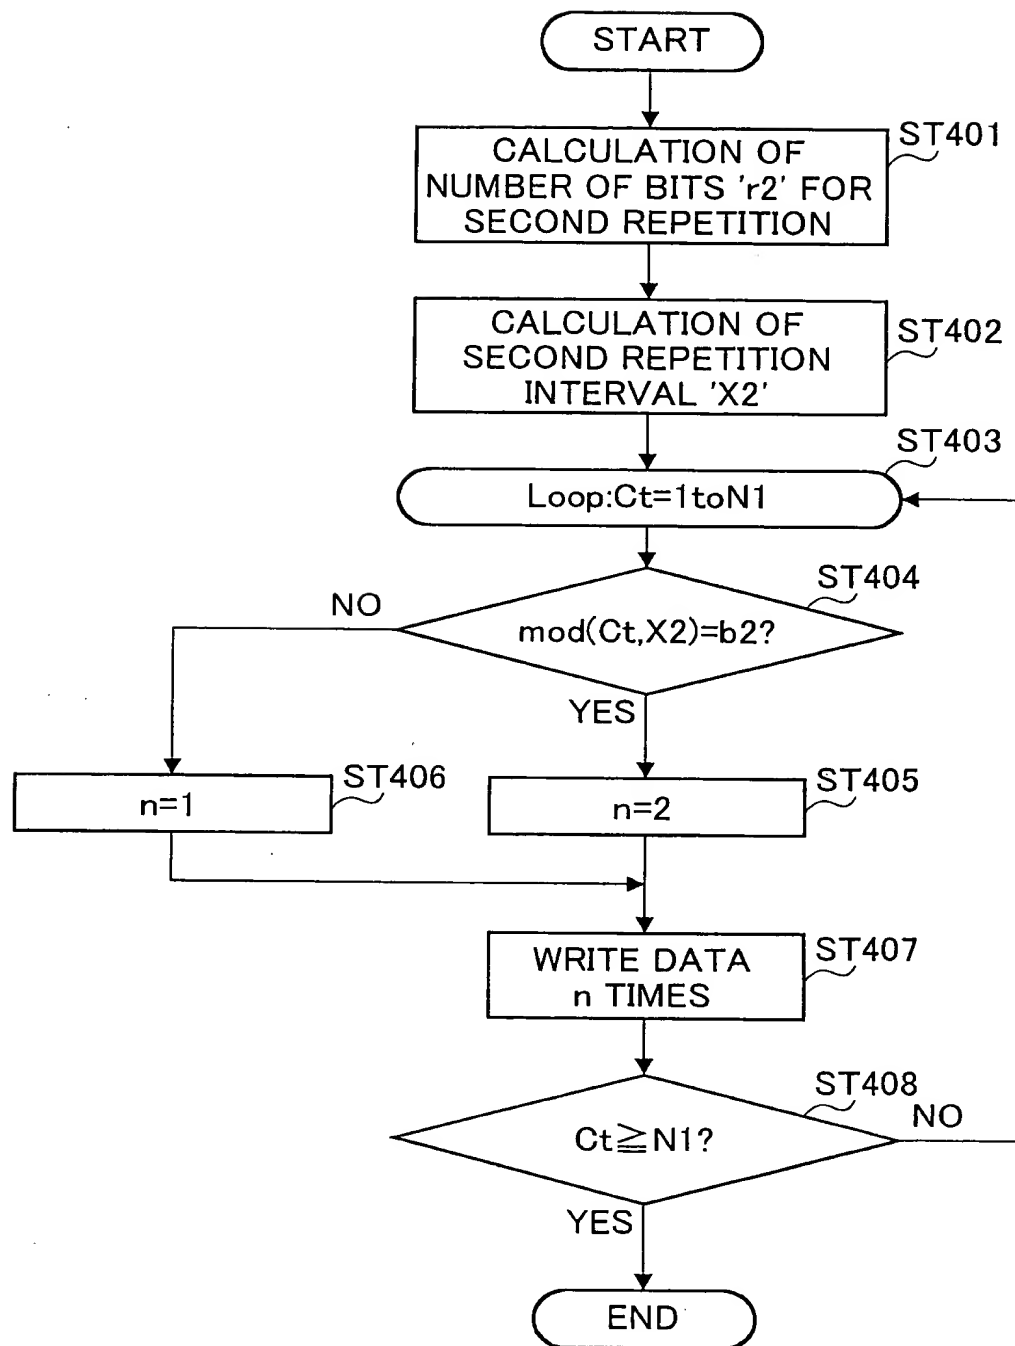 START
ST401
CALCULATION OF
NUMBER OF BITS 'r2' FOR
SECOND REPETITION
ST402
CALCULATION OF
SECOND REPETITION
INTERVAL 'X2'
ST403
Loop:Ct=1toN1
ST404
NO
mod(Ct,X2)=b2?
YES
ST406
n=1
ST405
n=2
ST407
WRITE DATA
n TIMES
ST408
NO
Ct≧N1?
YES
END